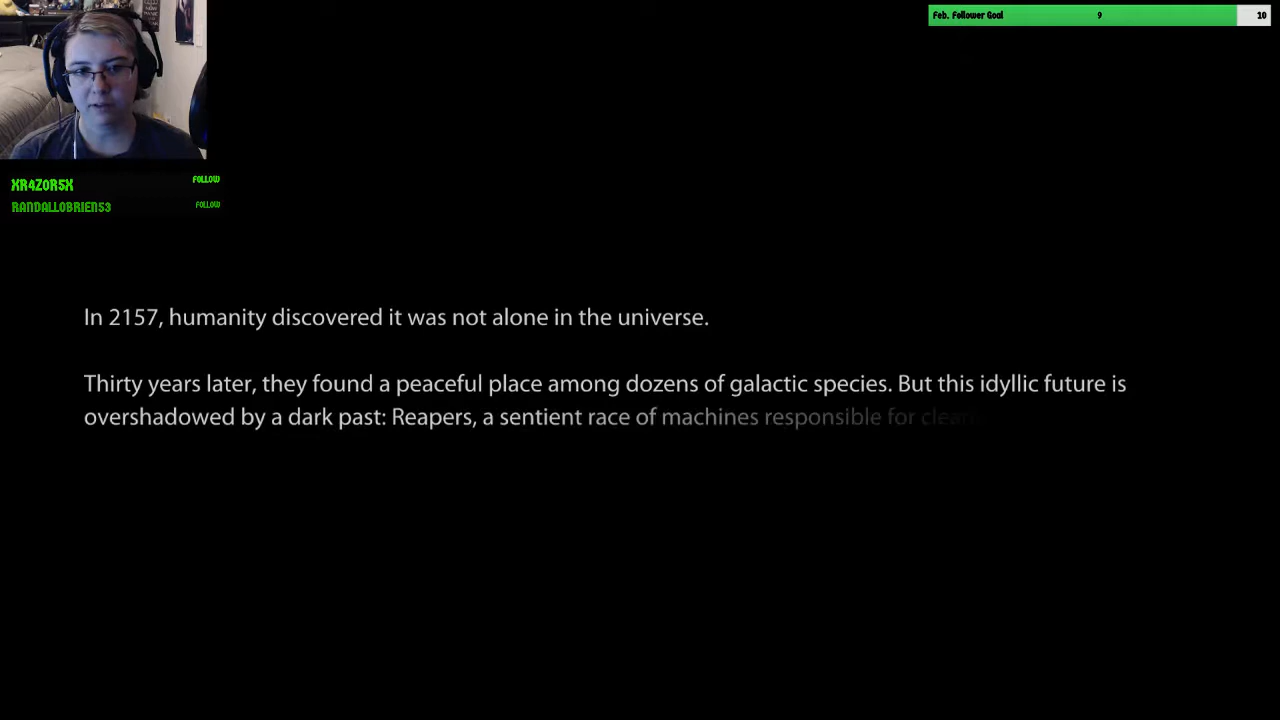 Feb. Follower Goal 9 10
XR4ZOR5X FOLLOW
RANDALLOBRIEN53 FOLLOW
In 2157, humanity discovered it was not alone in the universe.
Thirty years later, they found a peaceful place among dozens of galactic species. But this idyllic future is
overshadowed by a dark past: Reapers, a sentient race of machines responsible for